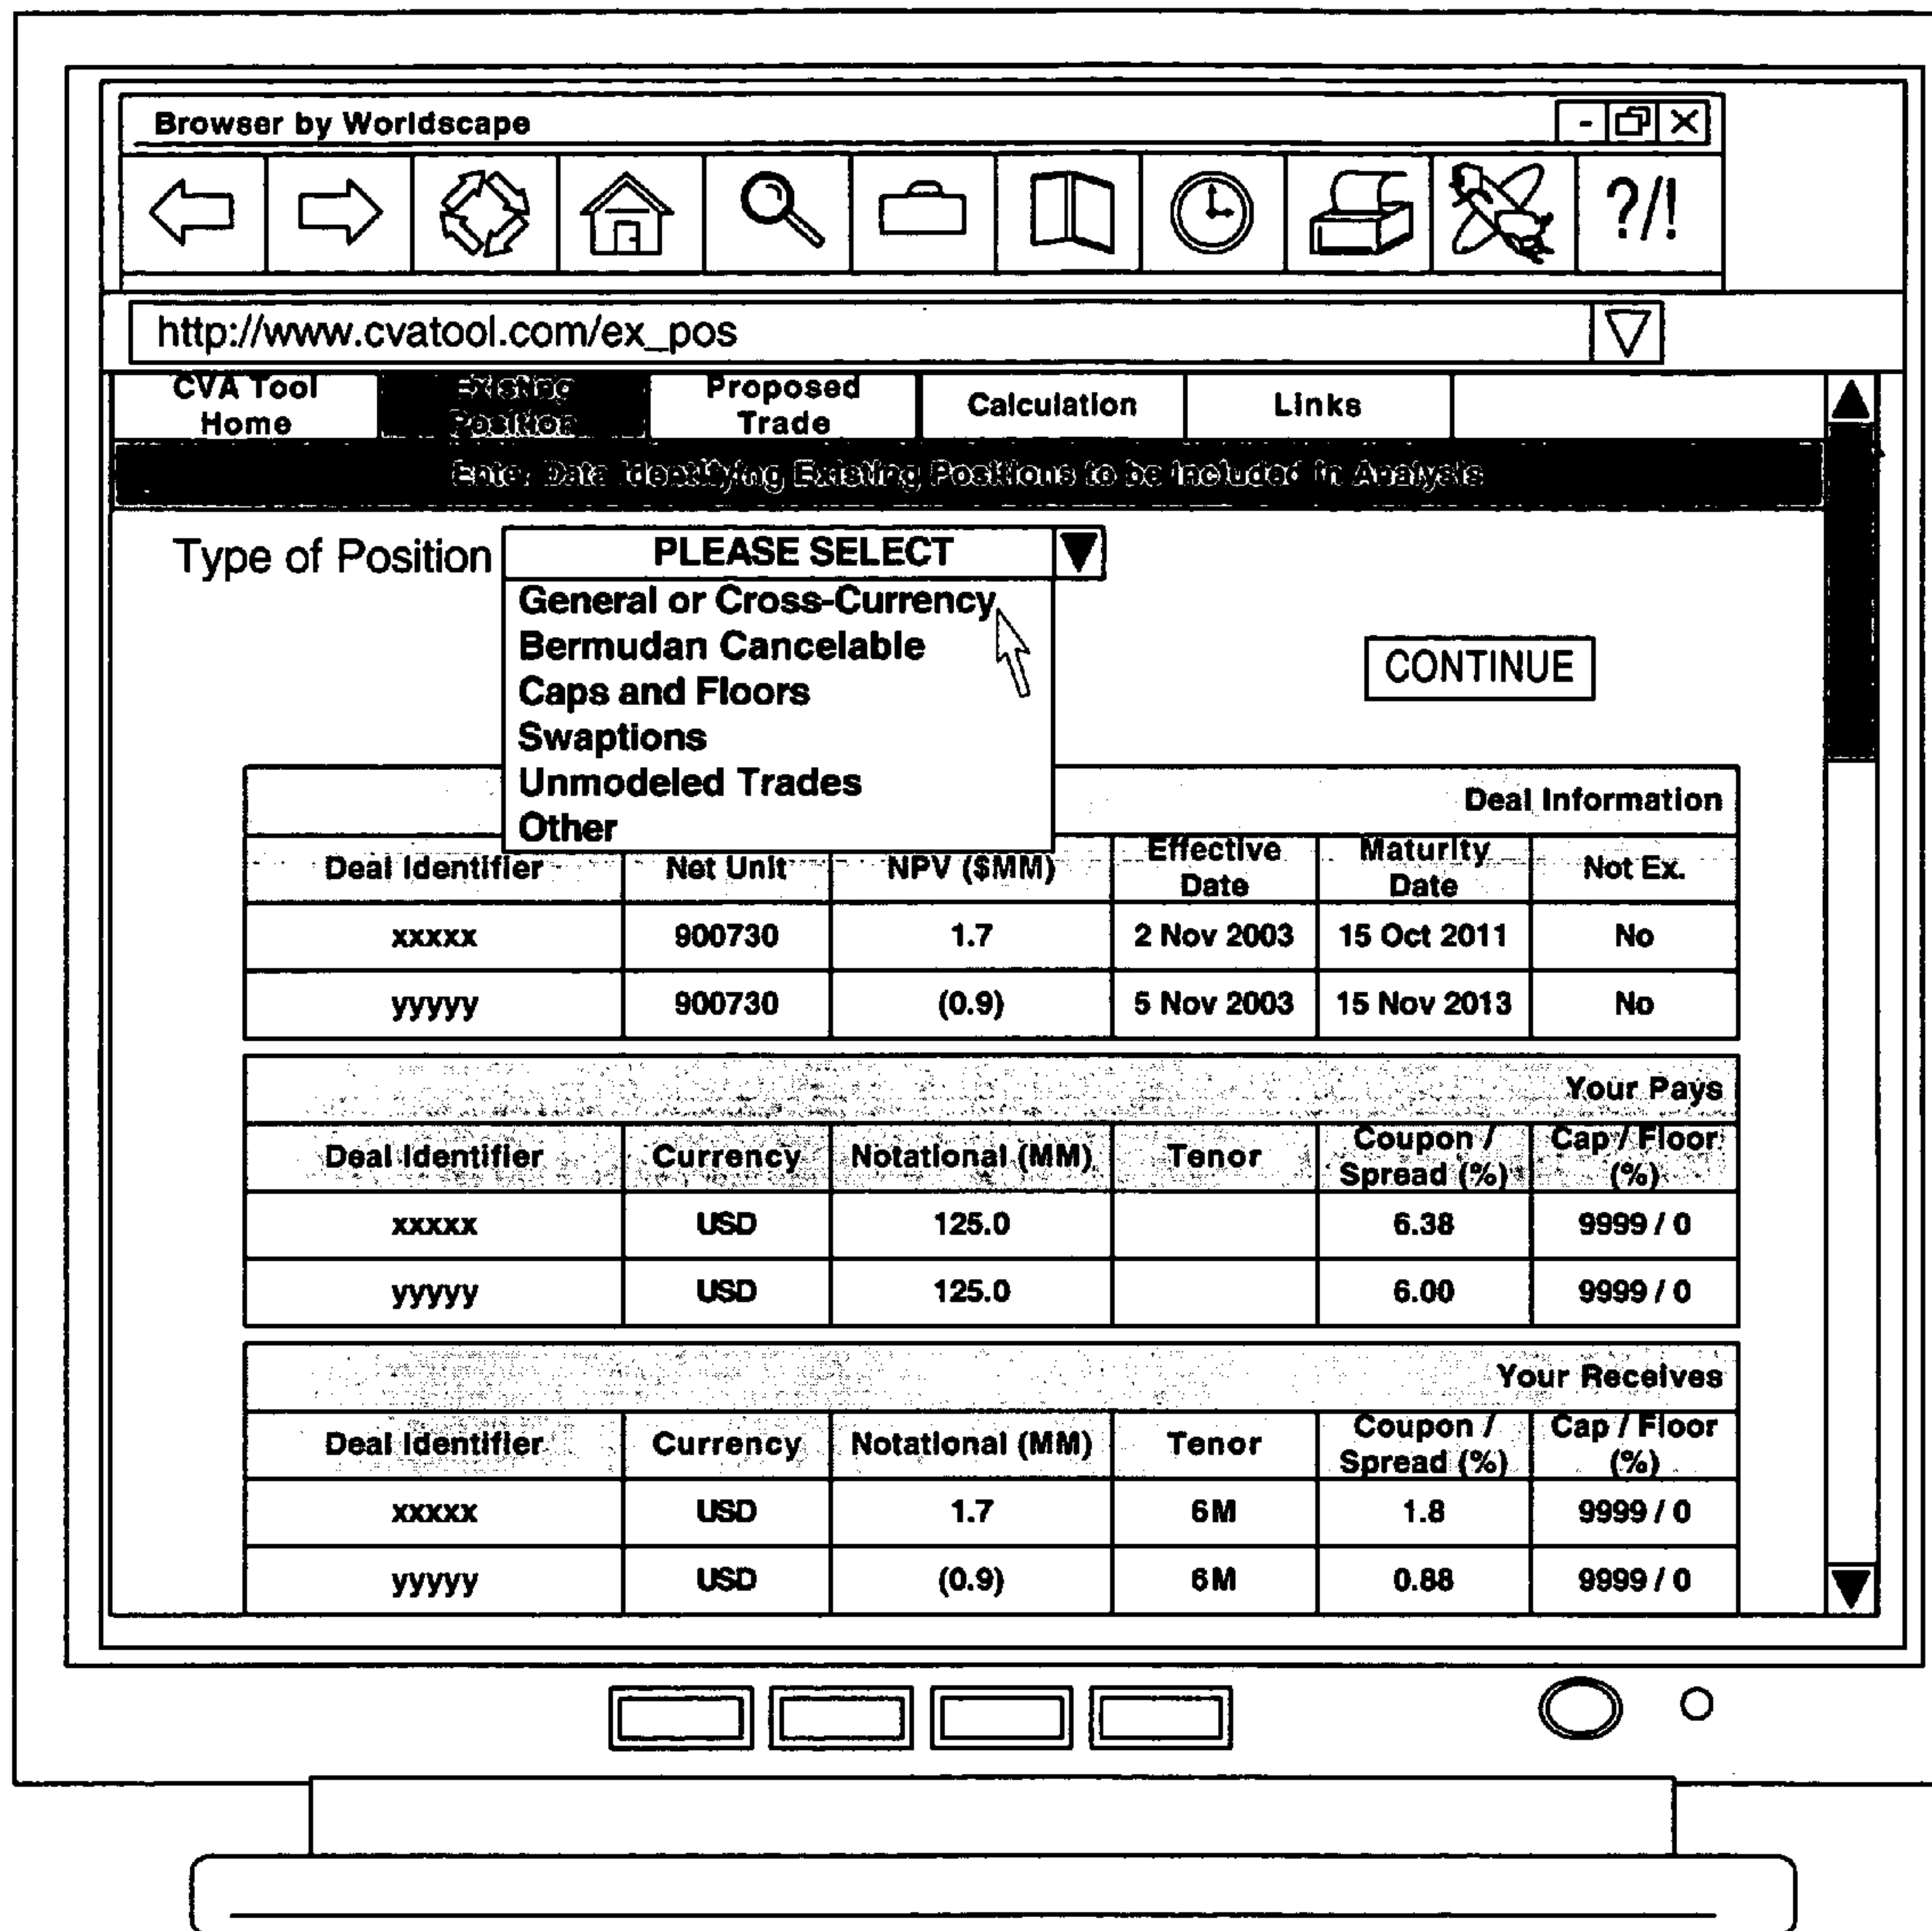 Browser by Worldscape
?/!
http://www.cvatool.com/ex_pos
CVA Tool Home Existing Position Proposed Trade Calculation Links
Enter Data Identifying Existing Positions to be Included in Analysis
Type of Position PLEASE SELECT
General or Cross-Currency
Bermudan Cancelable
CONTINUE
Caps and Floors
Swaptions
Unmodeled Trades
Other
Deal Information
Deal Identifier Net Unit NPV ($MM) Effective Date Maturity Date Not Ex.
xxxxx 900730 1.7 2 Nov 2003 15 Oct 2011 No
yyyyy 900730 (0.9) 5 Nov 2003 15 Nov 2013 No
Your Pays
Deal Identifier Currency Notational (MM) Tenor Coupon / Spread (%) Cap / Floor (%)
xxxxx USD 125.0 6.38 9999 / 0
yyyyy USD 125.0 6.00 9999 / 0
Your Receives
Deal Identifier Currency Notational (MM) Tenor Coupon / Spread (%) Cap / Floor (%)
xxxxx USD 1.7 6M 1.8 9999 / 0
yyyyy USD (0.9) 6M 0.88 9999 / 0